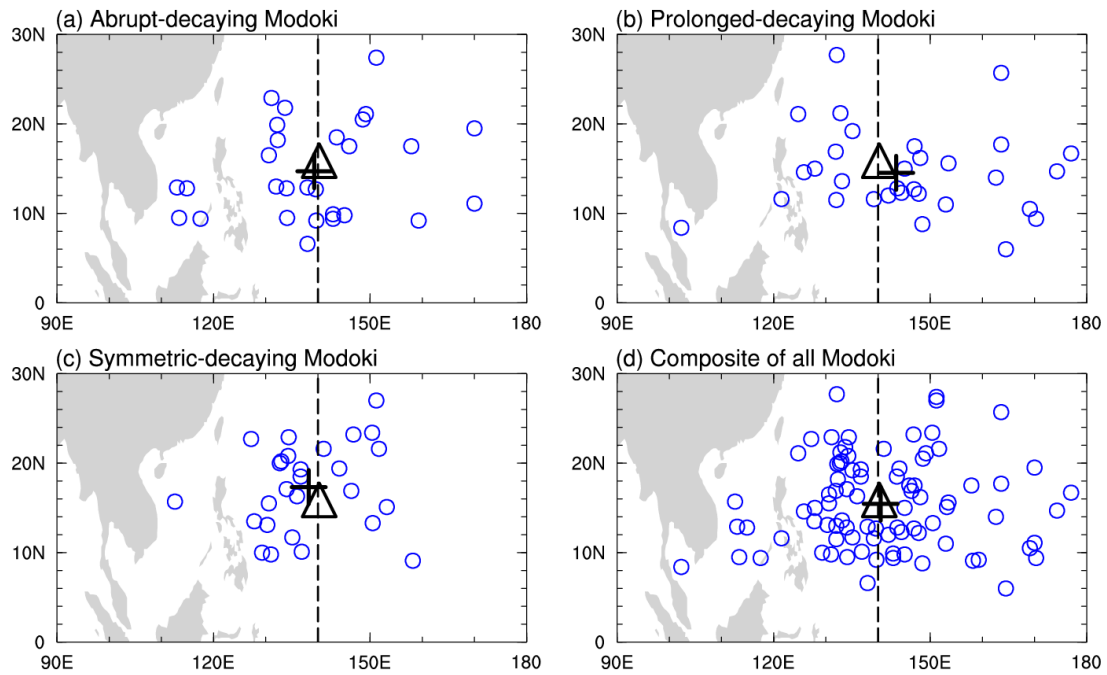 (a) Abrupt-decaying Modoki
30N
20N
10N
0
90E 120E 150E 180
(b) Prolonged-decaying Modoki
30N
20N
10N
0
90E 120E 150E 180
(c) Symmetric-decaying Modoki
30N
20N
10N
0
90E 120E 150E 180
(d) Composite of all Modoki
30N
20N
10N
0
90E 120E 150E 180